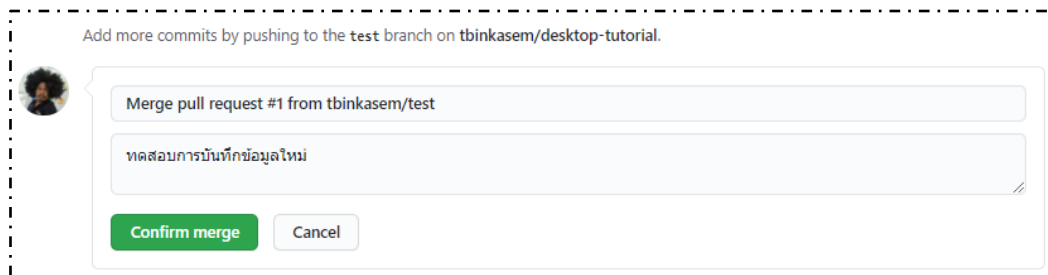 Add more commits by pushing to the test branch on tbinkasem/desktop-tutorial.
Merge pull request #1 from tbinkasem/test
ทดสอบการบันทึกข้อมูลใหม่
Confirm merge
Cancel